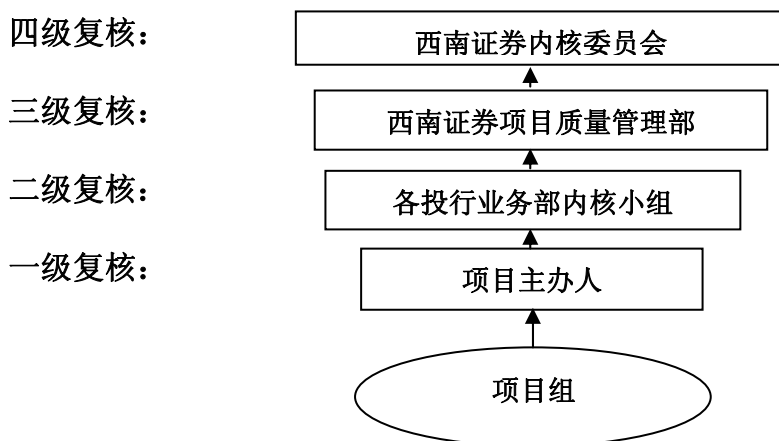 四级复核： 西南证券内核委员会
三级复核： 西南证券项目质量管理部
二级复核： 各投行业务部内核小组
一级复核： 项目主办人
项目组